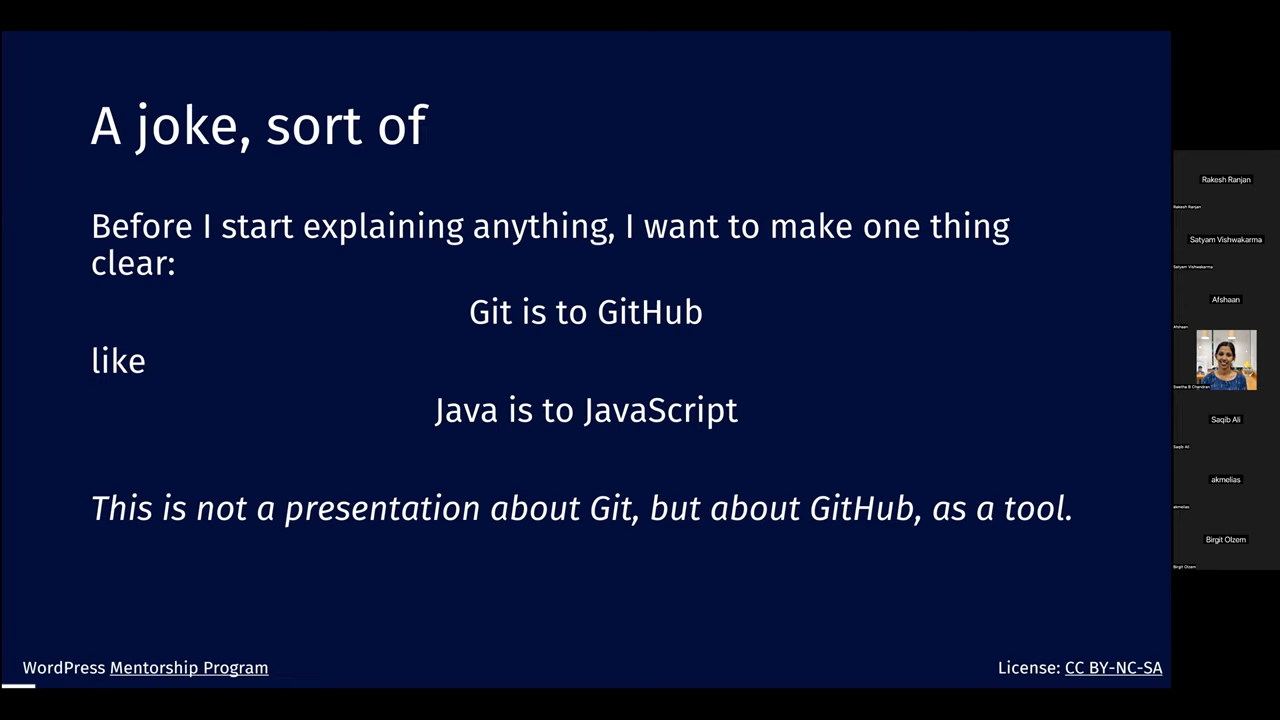 A joke, sort of
Before I start explaining anything, I want to make one thing
clear:
Git is to GitHub
like
Java is to JavaScript
This is not a presentation about Git, but about GitHub, as a tool.
WordPress Mentorship Program
License: CC BY-NC-SA
Rakesh Ranjan
Rakesh Ranjan
Satyam Vishwakarma
Satyam Vishwakarma
Afshaan
Afshaan
Swetha B Chandran
Saqib Ali
Saqib Ali
akmelias
akmelias
Birgit Olzem
Birgit Olzem